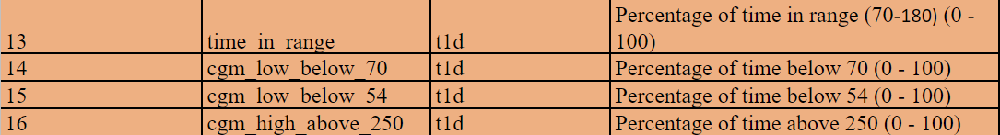 13 time_in_range t1d Percentage of time in range (70-180) (0 -
100)
14 cgm_low_below_70 t1d Percentage of time below 70 (0 - 100)
15 cgm_low_below_54 t1d Percentage of time below 54 (0 - 100)
16 cgm_high_above_250 t1d Percentage of time above 250 (0 - 100)